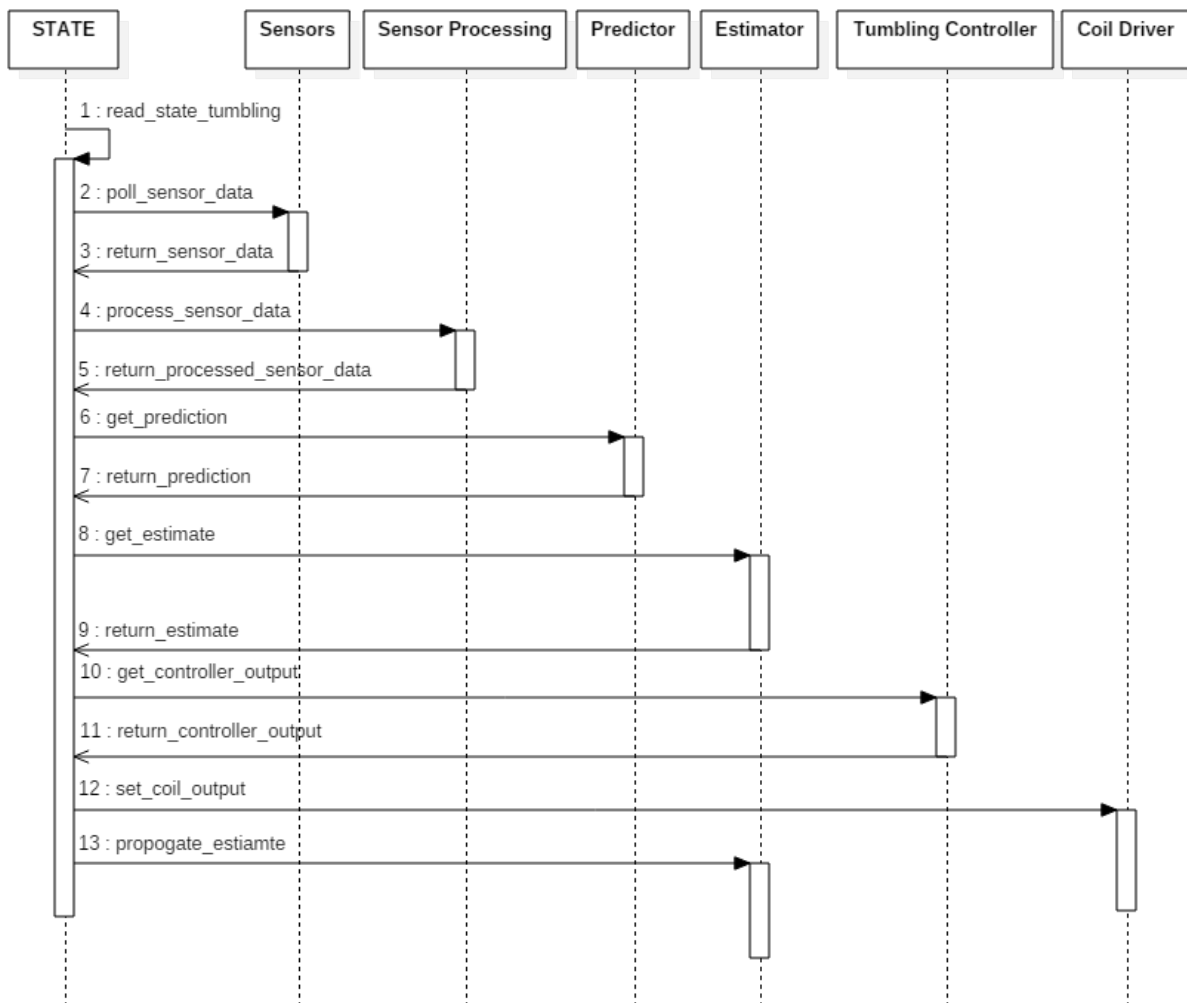 STATE
Sensors
Sensor Processing
Predictor
Estimator
Tumbling Controller
Coil Driver
1 : read_state_tumbling
2 : poll_sensor_data
3 : return_sensor_data
4 : process_sensor_data
5 : return_processed_sensor_data
6 : get_prediction
7 : return_prediction
8 : get_estimate
9 : return_estimate
10 : get_controller_output
11 : return_controller_output
12 : set_coil_output
13 : propogate_estiamte